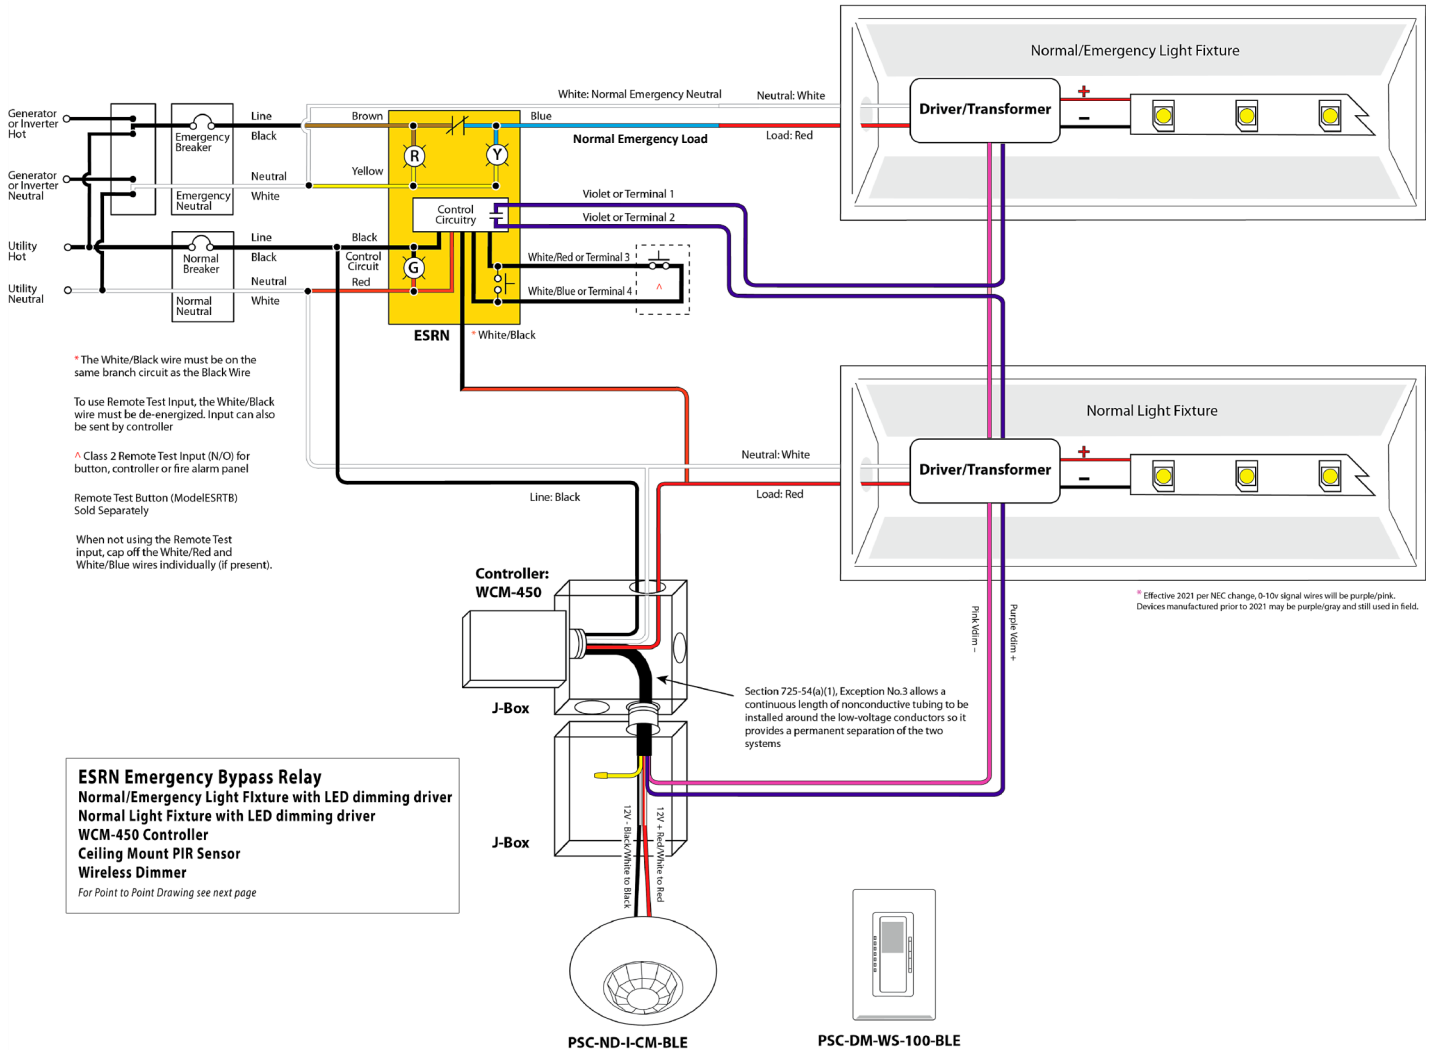 Normal/Emergency Light Fixture
White: Normal Emergency Neutral
Neutral: White
Driver/Transformer
+
−
Load: Red
Generator
or Inverter
Hot
Emergency
Breaker
Line
Black
Brown
Blue
Normal Emergency Load
R
Y
Generator
or Inverter
Neutral
Emergency
Neutral
Neutral
White
Yellow
Control
Circuitry
Violet or Terminal 1
Violet or Terminal 2
Utility
Hot
Normal
Breaker
Line
Black
Black
Control
Circuit
Red
G
White/Red or Terminal 3
White/Blue or Terminal 4
^
Utility
Neutral
Normal
Neutral
Neutral
White
ESRN
* White/Black
* The White/Black wire must be on the
same branch circuit as the Black Wire
To use Remote Test Input, the White/Black
wire must be de-energized. Input can also
be sent by controller
^ Class 2 Remote Test Input (N/O) for
button, controller or fire alarm panel
Remote Test Button (ModelESRTB)
Sold Separately
When not using the Remote Test
input, cap off the White/Red and
White/Blue wires individually (if present).
Normal Light Fixture
Neutral: White
Driver/Transformer
+
−
Load: Red
Line: Black
Controller:
WCM-450
J-Box
* Effective 2021 per NEC change, 0-10v signal wires will be purple/pink.
Devices manufactured prior to 2021 may be purple/gray and still used in field.
Pink Vdim −
Purple Vdim +
Section 725-54(a)(1), Exception No.3 allows a
continuous length of nonconductive tubing to be
installed around the low-voltage conductors so it
provides a permanent separation of the two
systems
J-Box
12V - Black/White to Black
12V + Red/White to Red
ESRN Emergency Bypass Relay
Normal/Emergency Light FIxture with LED dimming driver
Normal Light Fixture with LED dimming driver
WCM-450 Controller
Ceiling Mount PIR Sensor
Wireless Dimmer
For Point to Point Drawing see next page
PSC-ND-I-CM-BLE
PSC-DM-WS-100-BLE